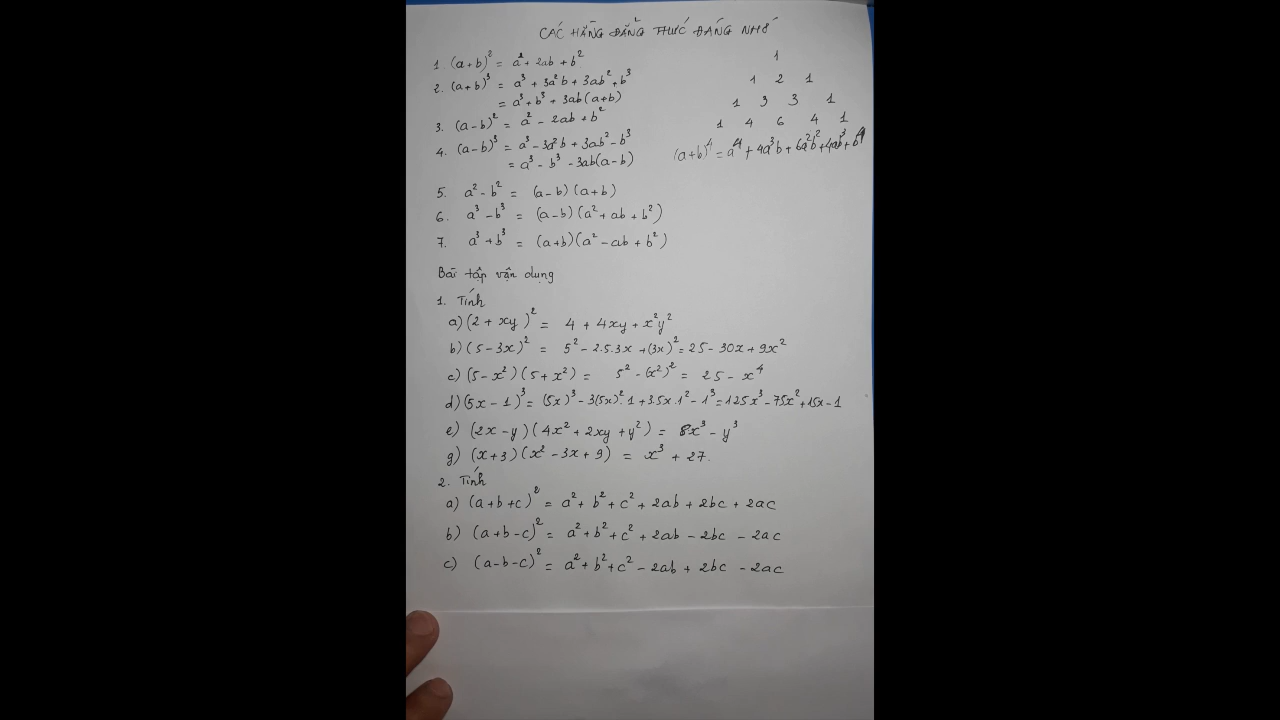 CÁC HẰNG ĐẲNG THỨC ĐÁNG NHỚ
1. (a+b)² = a² + 2ab + b²
2. (a+b)³ = a³ + 3a²b + 3ab² + b³
= a³ + b³ + 3ab(a+b)
3. (a-b)² = a² - 2ab + b²
4. (a-b)³ = a³ - 3a²b + 3ab² - b³
= a³ - b³ - 3ab(a-b)
1
1 2 1
1 3 3 1
1 4 6 4 1
(a+b)⁴ = a⁴ + 4a³b + 6a²b² + 4ab³ + b⁴
5. a² - b² = (a-b)(a+b)
6. a³ - b³ = (a-b)(a² + ab + b²)
7. a³ + b³ = (a+b)(a² - ab + b²)
Bài tập vận dụng
1. Tính
a) (2 + xy)² = 4 + 4xy + x²y²
b) (5 - 3x)² = 5² - 2.5.3x + (3x)² = 25 - 30x + 9x²
c) (5 - x²)(5 + x²) = 5² - (x²)² = 25 - x⁴
d) (5x - 1)³ = (5x)³ - 3(5x)².1 + 3.5x.1² - 1³ = 125x³ - 75x² + 15x - 1
e) (2x - y)(4x² + 2xy + y²) = 8x³ - y³
g) (x+3)(x² - 3x + 9) = x³ + 27.
2. Tính
a) (a+b+c)² = a² + b² + c² + 2ab + 2bc + 2ac
b) (a+b-c)² = a² + b² + c² + 2ab - 2bc - 2ac
c) (a-b-c)² = a² + b² + c² - 2ab + 2bc - 2ac